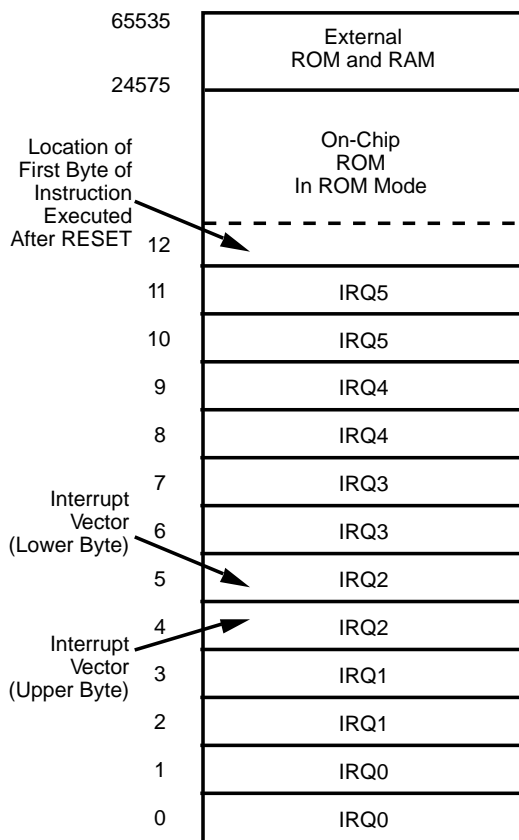 65535
External
ROM and RAM
24575
Location of
First Byte of
Instruction
Executed
After RESET
On-Chip
ROM
In ROM Mode
12
11
IRQ5
10
IRQ5
9
IRQ4
8
IRQ4
7
IRQ3
Interrupt
Vector
(Lower Byte)
6
IRQ3
5
IRQ2
4
IRQ2
Interrupt
Vector
(Upper Byte)
3
IRQ1
2
IRQ1
1
IRQ0
0
IRQ0